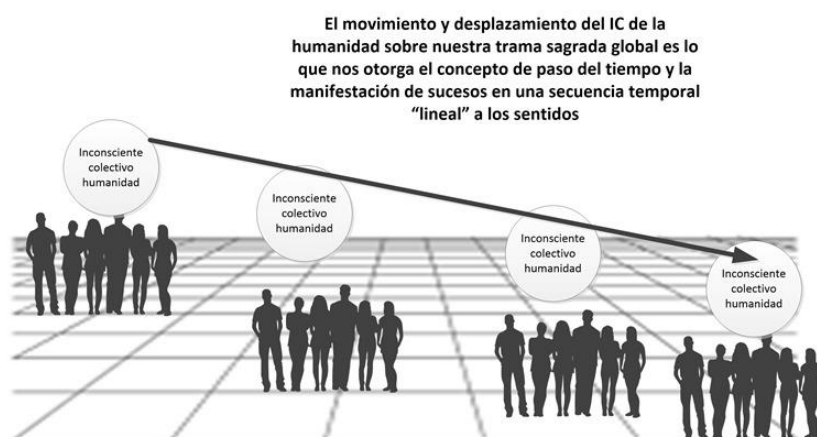 El movimiento y desplazamiento del IC de la
humanidad sobre nuestra trama sagrada global es lo
que nos otorga el concepto de paso del tiempo y la
manifestación de sucesos en una secuencia temporal
“lineal” a los sentidos
Inconsciente
colectivo
humanidad
Inconsciente
colectivo
humanidad
Inconsciente
colectivo
humanidad
Inconsciente
colectivo
humanidad